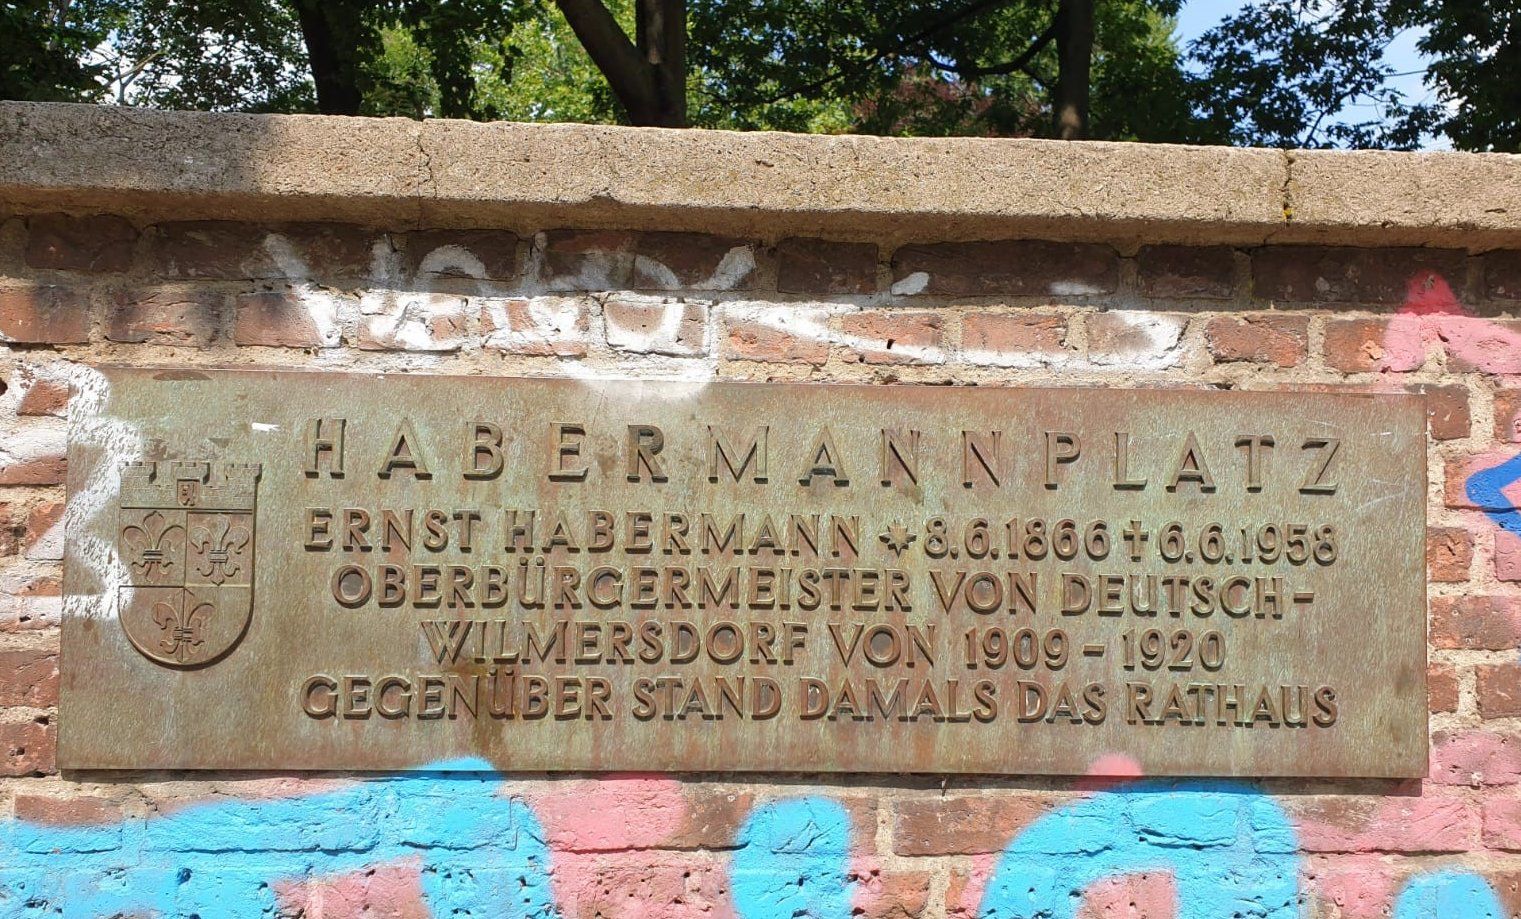 HABERMANNPLATZ
ERNST HABERMANN ✶ 8.6.1866 ✝ 6.6.1958
OBERBÜRGERMEISTER VON DEUTSCH-
WILMERSDORF VON 1909 - 1920
GEGENÜBER STAND DAMALS DAS RATHAUS